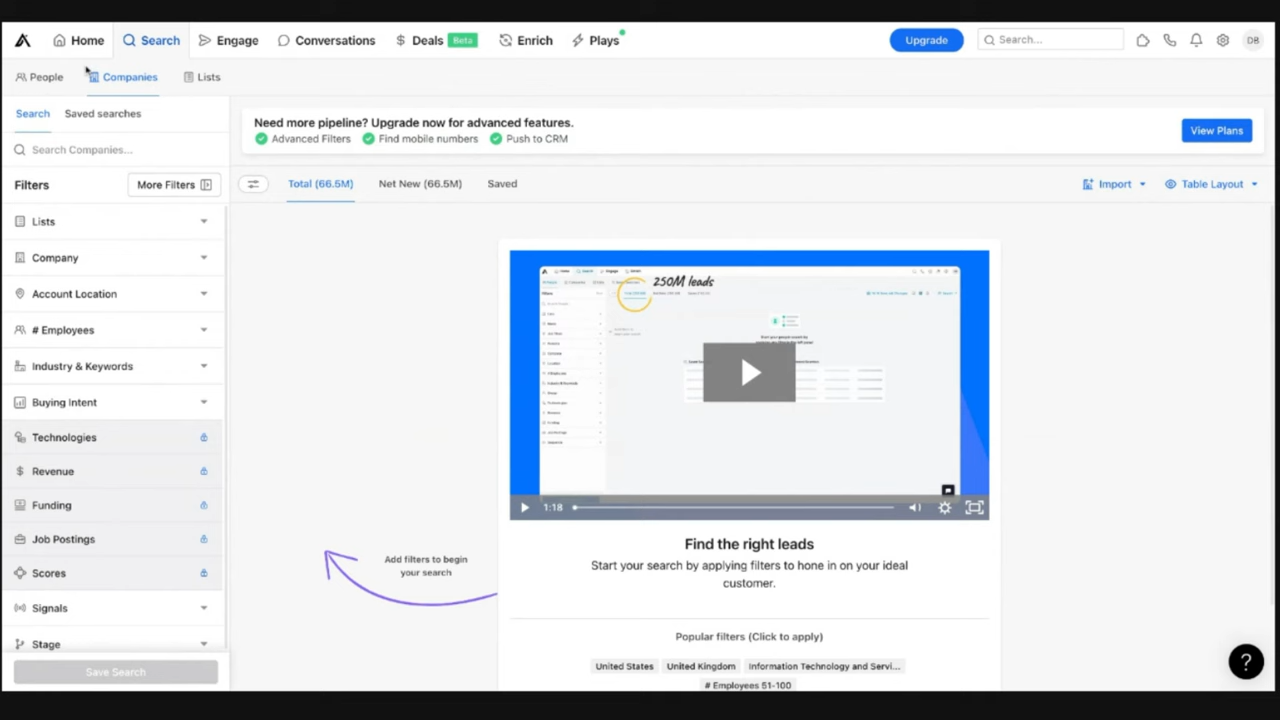 Home
Search
Engage
Conversations
Deals Beta
Enrich
Plays
Upgrade
Search...
DB
People
Companies
Lists
Search
Saved searches
Search Companies...
Filters
More Filters
Lists
Company
Account Location
# Employees
Industry & Keywords
Buying Intent
Technologies
Revenue
Funding
Job Postings
Scores
Signals
Stage
Save Search
Need more pipeline? Upgrade now for advanced features.
Advanced Filters
Find mobile numbers
Push to CRM
View Plans
Total (66.5M)
Net New (66.5M)
Saved
Import
Table Layout
250M leads
1:18
Add filters to begin
your search
Find the right leads
Start your search by applying filters to hone in on your ideal
customer.
Popular filters (Click to apply)
United States
United Kingdom
Information Technology and Servi...
# Employees 51-100
?